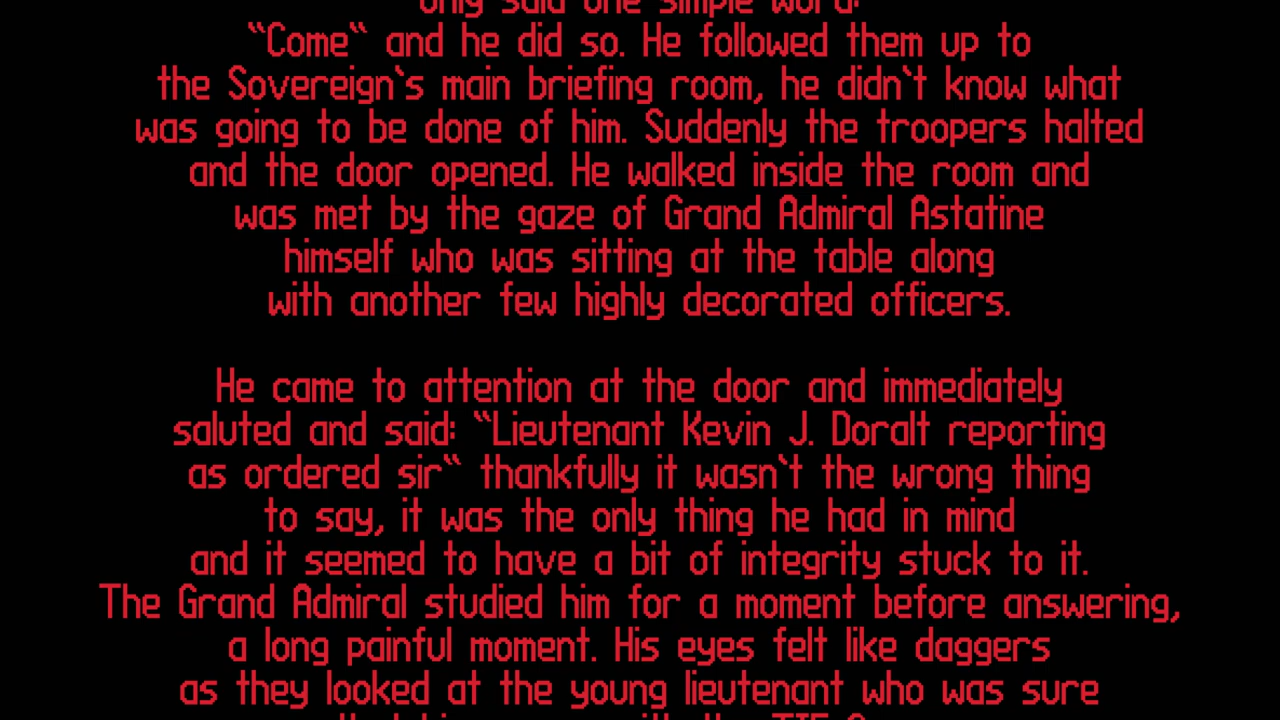 only said one simple word:
“Come“ and he did so. He followed them up to
the Sovereign‘s main briefing room, he didn‘t know what
was going to be done of him. Suddenly the troopers halted
and the door opened. He walked inside the room and
was met by the gaze of Grand Admiral Astatine
himself who was sitting at the table along
with another few highly decorated officers.
He came to attention at the door and immediately
saluted and said: “Lieutenant Kevin J. Doralt reporting
as ordered sir“ thankfully it wasn‘t the wrong thing
to say, it was the only thing he had in mind
and it seemed to have a bit of integrity stuck to it.
The Grand Admiral studied him for a moment before answering,
a long painful moment. His eyes felt like daggers
as they looked at the young lieutenant who was sure